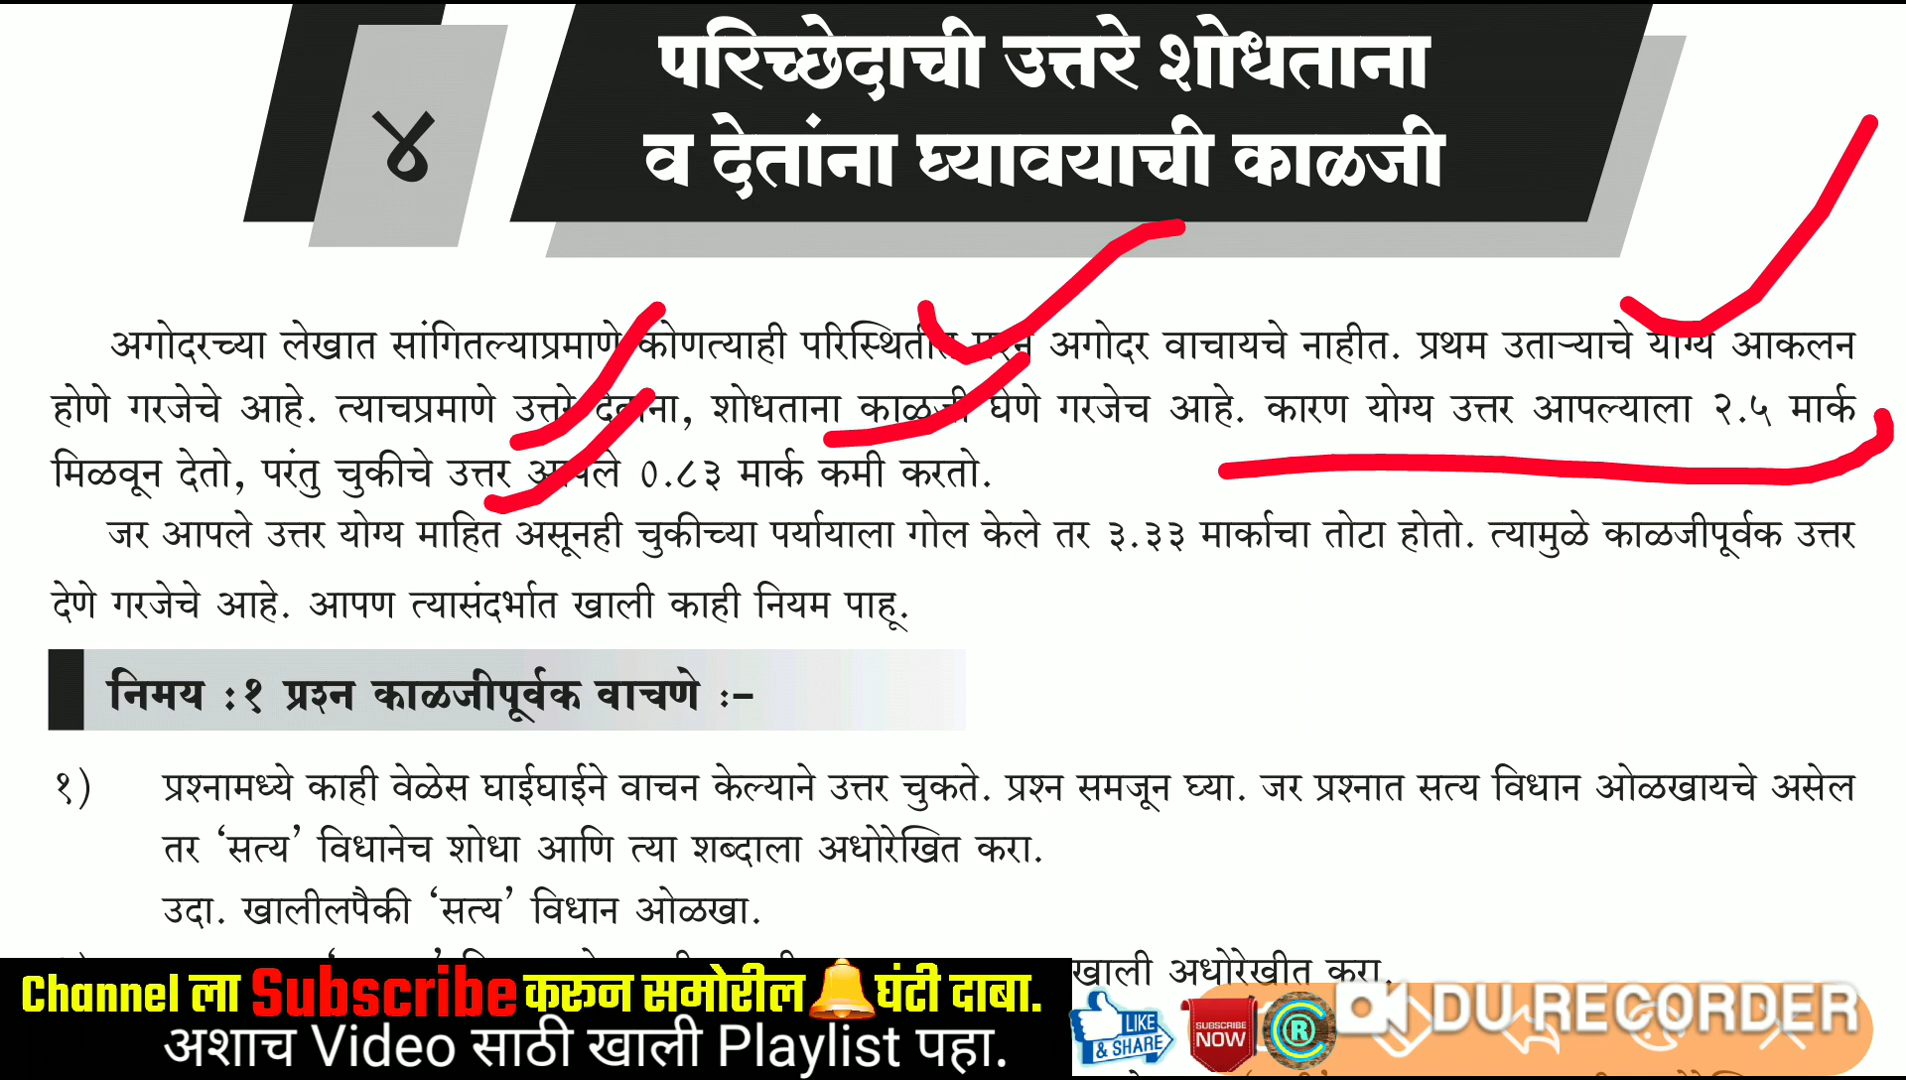 ४
परिच्छेदाची उत्तरे शोधताना
व देतांना घ्यावयाची काळजी
अगोदरच्या लेखात सांगितल्याप्रमाणे कोणत्याही परिस्थितीत प्रश्न अगोदर वाचायचे नाहीत. प्रथम उताऱ्याचे योग्य आकलन
होणे गरजेचे आहे. त्याचप्रमाणे उत्तरे देताना, शोधताना काळजी घेणे गरजेच आहे. कारण योग्य उत्तर आपल्याला २.५ मार्क
मिळवून देतो, परंतु चुकीचे उत्तर आपले ०.८३ मार्क कमी करतो.
जर आपले उत्तर योग्य माहित असूनही चुकीच्या पर्यायाला गोल केले तर ३.३३ मार्काचा तोटा होतो. त्यामुळे काळजीपूर्वक उत्तर
देणे गरजेचे आहे. आपण त्यासंदर्भात खाली काही नियम पाहू.
निमय :१ प्रश्न काळजीपूर्वक वाचणे :–
१) प्रश्नामध्ये काही वेळेस घाईघाईने वाचन केल्याने उत्तर चुकते. प्रश्न समजून घ्या. जर प्रश्नात सत्य विधान ओळखायचे असेल
तर ‘सत्य’ विधानेच शोधा आणि त्या शब्दाला अधोरेखित करा.
उदा. खालीलपैकी ‘सत्य’ विधान ओळखा.
खाली अधोरेखीत करा.
Channel ला Subscribe करून समोरील घंटी दाबा.
अशाच Video साठी खाली Playlist पहा.
LIKE
& SHARE
SUBSCRIBE
NOW
®
DU RECORDER